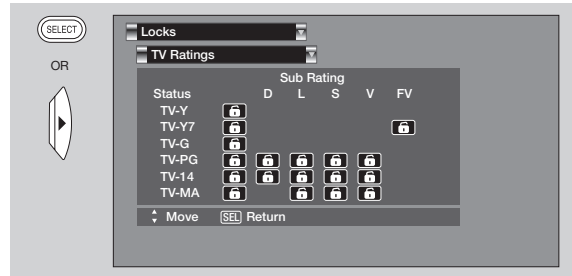 SELECT
OR
Locks
TV Ratings
Sub Rating
Status D L S V FV
TV-Y
TV-Y7
TV-G
TV-PG
TV-14
TV-MA
Move SEL Return